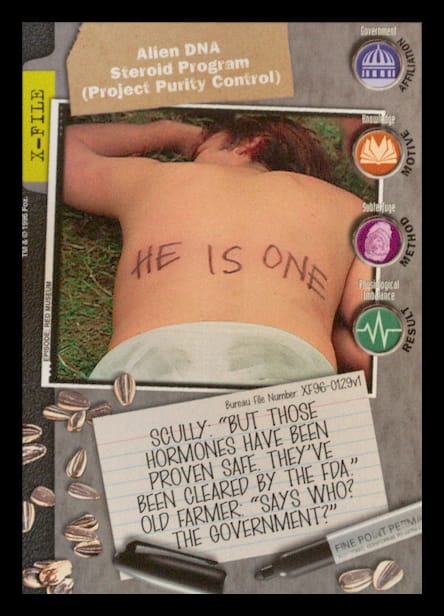 Alien DNA
Steroid Program
(Project Purity Control)
Government
AFFILIATION
X-FILE
Knowledge
MOTIVE
TM & © 1996 Fox.
Subterfuge
METHOD
HE IS ONE
Physiological
Imbalance
RESULT
EPISODE: RED MUSEUM
Bureau File Number: XF96-0129v1
SCULLY: "BUT THOSE
HORMONES HAVE BEEN
PROVEN SAFE. THEY'VE
BEEN CLEARED BY THE FDA."
OLD FARMER: "SAYS WHO?
THE GOVERNMENT?"
FINE POINT PERMA